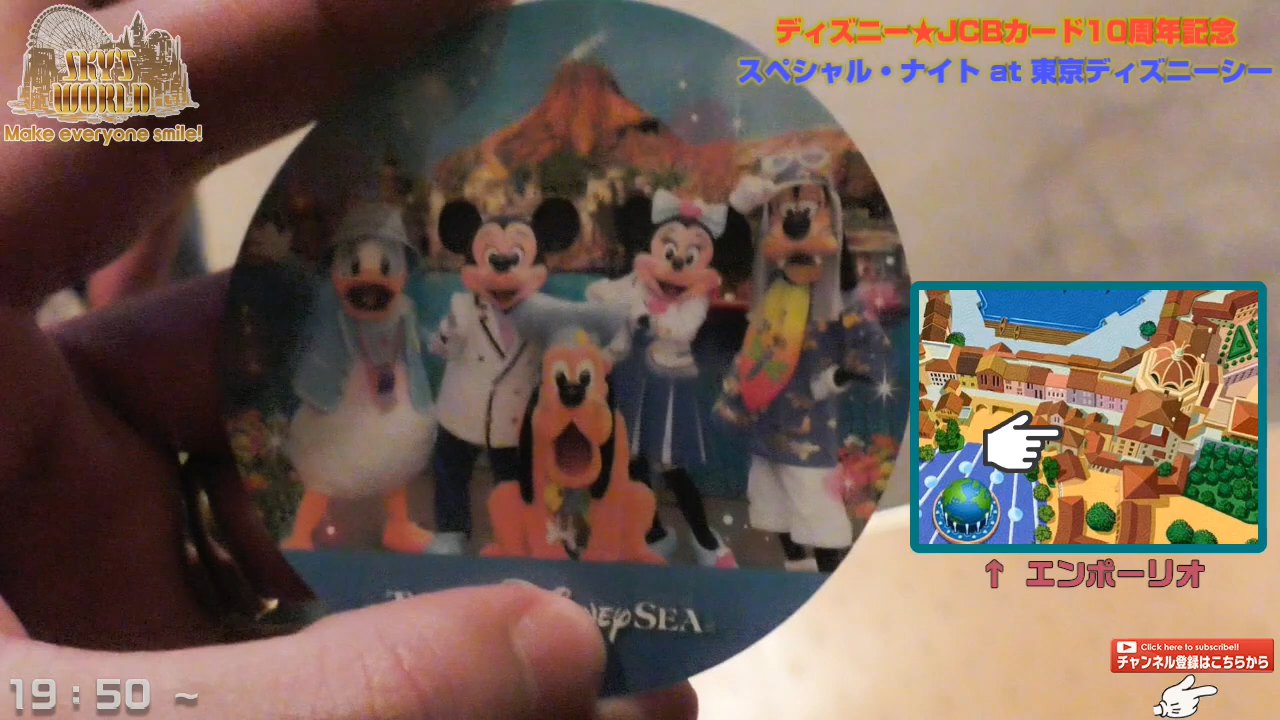 SKY'S
WORLD
Make everyone smile!
ディズニー★JCBカード10周年記念
スペシャル・ナイト at 東京ディズニーシー
SEA
↑ エンポーリオ
Click here to subscribe!!
チャンネル登録はこちらから
19:50 ~